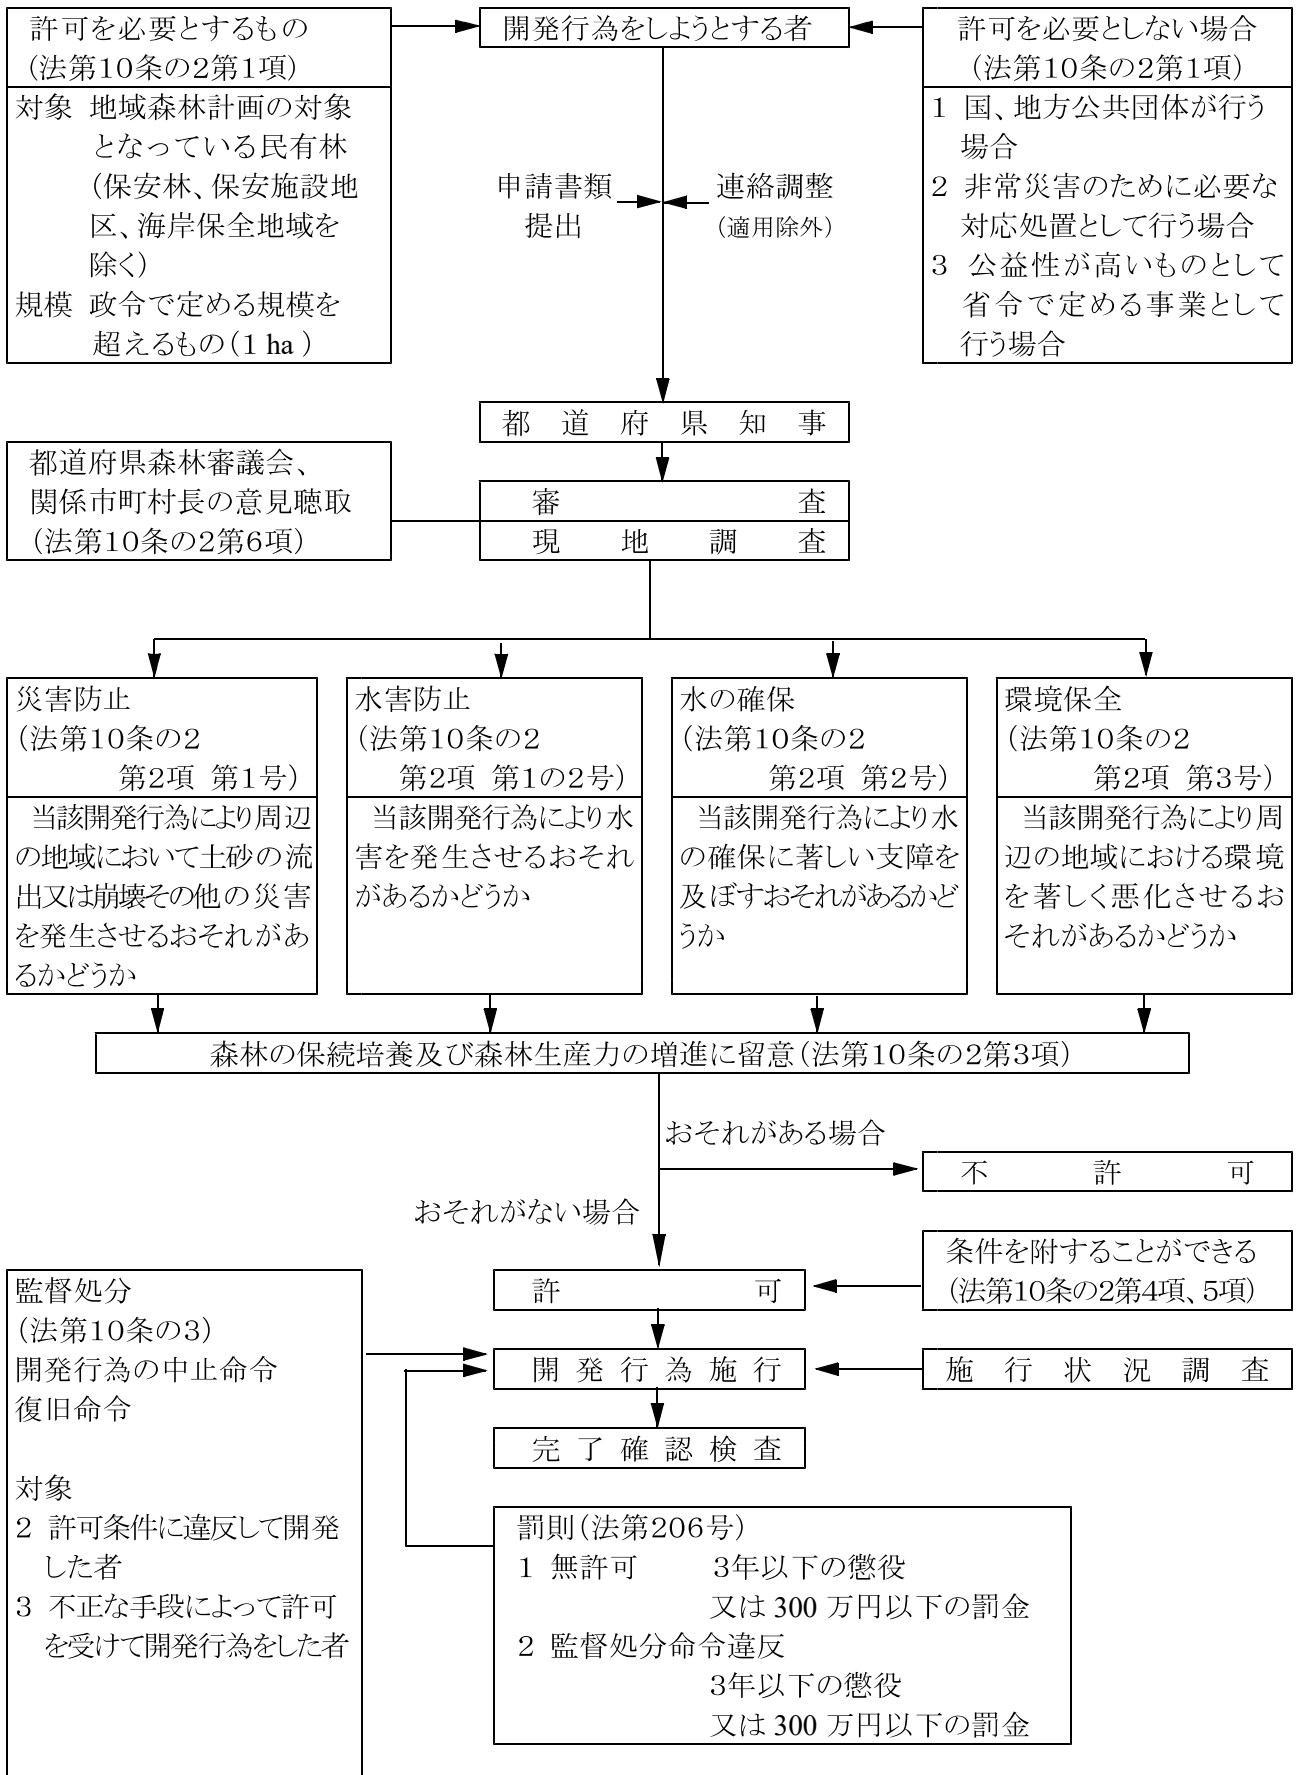 許可を必要とするもの
(法第10条の2第1項)
対象 地域森林計画の対象
となっている民有林
(保安林、保安施設地
区、海岸保全地域を
除く)
規模 政令で定める規模を
超えるもの(1 ha)
開発行為をしようとする者
許可を必要としない場合
(法第10条の2第1項)
1 国、地方公共団体が行う
場合
2 非常災害のために必要な
対応処置として行う場合
3 公益性が高いものとして
省令で定める事業として
行う場合
申請書類
提出
連絡調整
(適用除外)
都道府県知事
都道府県森林審議会、
関係市町村長の意見聴取
(法第10条の2第6項)
審査
現地調査
災害防止
(法第10条の2
第2項 第1号)
当該開発行為により周辺
の地域において土砂の流
出又は崩壊その他の災害
を発生させるおそれがあ
るかどうか
水害防止
(法第10条の2
第2項 第1の2号)
当該開発行為により水
害を発生させるおそれ
があるかどうか
水の確保
(法第10条の2
第2項 第2号)
当該開発行為により水
の確保に著しい支障を
及ぼすおそれがあるかど
うか
環境保全
(法第10条の2
第2項 第3号)
当該開発行為により周
辺の地域における環境
を著しく悪化させるお
それがあるかどうか
森林の保続培養及び森林生産力の増進に留意(法第10条の2第3項)
おそれがある場合
不許可
おそれがない場合
条件を附することができる
(法第10条の2第4項、5項)
許可
監督処分
(法第10条の3)
開発行為の中止命令
復旧命令
対象
2 許可条件に違反して開発
した者
3 不正な手段によって許可
を受けて開発行為をした者
開発行為施行
施行状況調査
完了確認検査
罰則(法第206号)
1 無許可 3年以下の懲役
又は 300 万円以下の罰金
2 監督処分命令違反
3年以下の懲役
又は 300 万円以下の罰金